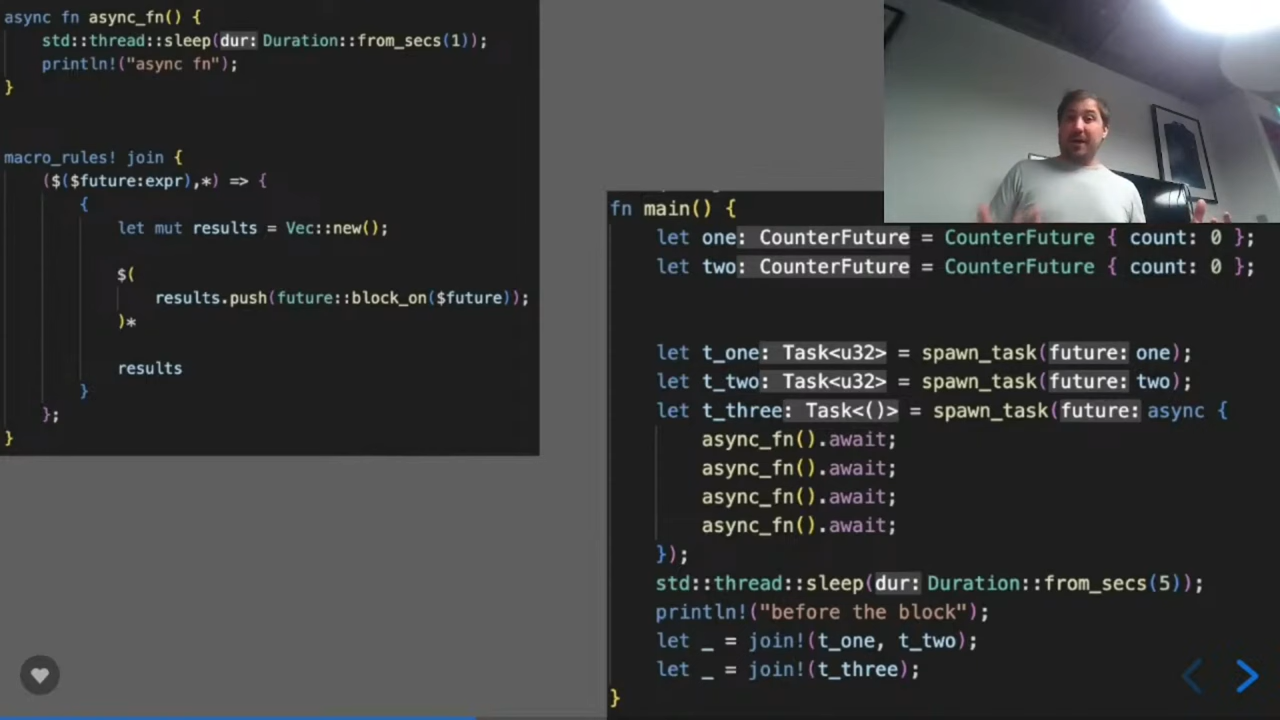 async fn async_fn() {
std::thread::sleep(dur: Duration::from_secs(1));
println!("async fn");
}
macro_rules! join {
($($future:expr),*) => {
{
let mut results = Vec::new();
$(
results.push(future::block_on($future));
)*
results
}
};
}
fn main() {
let one: CounterFuture = CounterFuture { count: 0 };
let two: CounterFuture = CounterFuture { count: 0 };
let t_one: Task<u32> = spawn_task(future: one);
let t_two: Task<u32> = spawn_task(future: two);
let t_three: Task<()> = spawn_task(future: async {
async_fn().await;
async_fn().await;
async_fn().await;
async_fn().await;
});
std::thread::sleep(dur: Duration::from_secs(5));
println!("before the block");
let _ = join!(t_one, t_two);
let _ = join!(t_three);
}